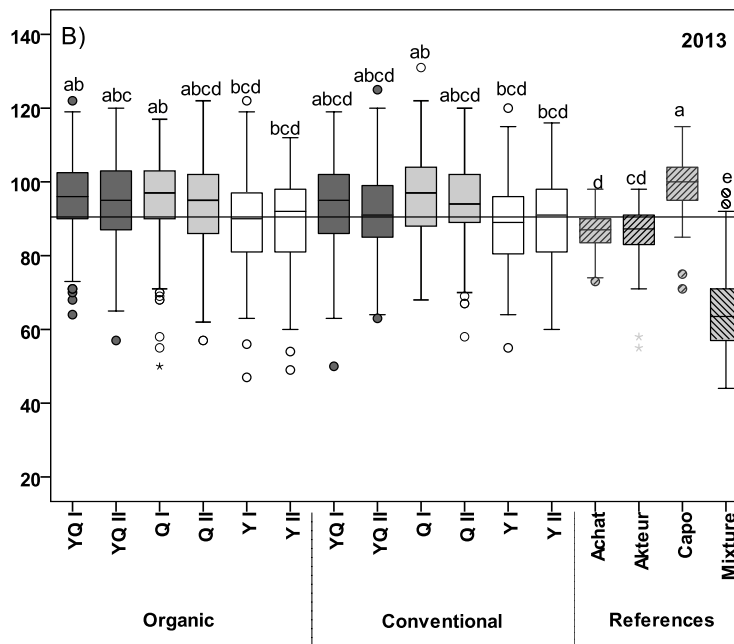 B)
2013
140
120
100
80
60
40
20
ab
abc
ab
abcd
bcd
bcd
abcd
abcd
ab
abcd
bcd
bcd
d
cd
a
e
YQ I
YQ II
Q I
Q II
Y I
Y II
YQ I
YQ II
Q I
Q II
Y I
Y II
Achat
Akteur
Capo
Mixture
Organic
Conventional
References